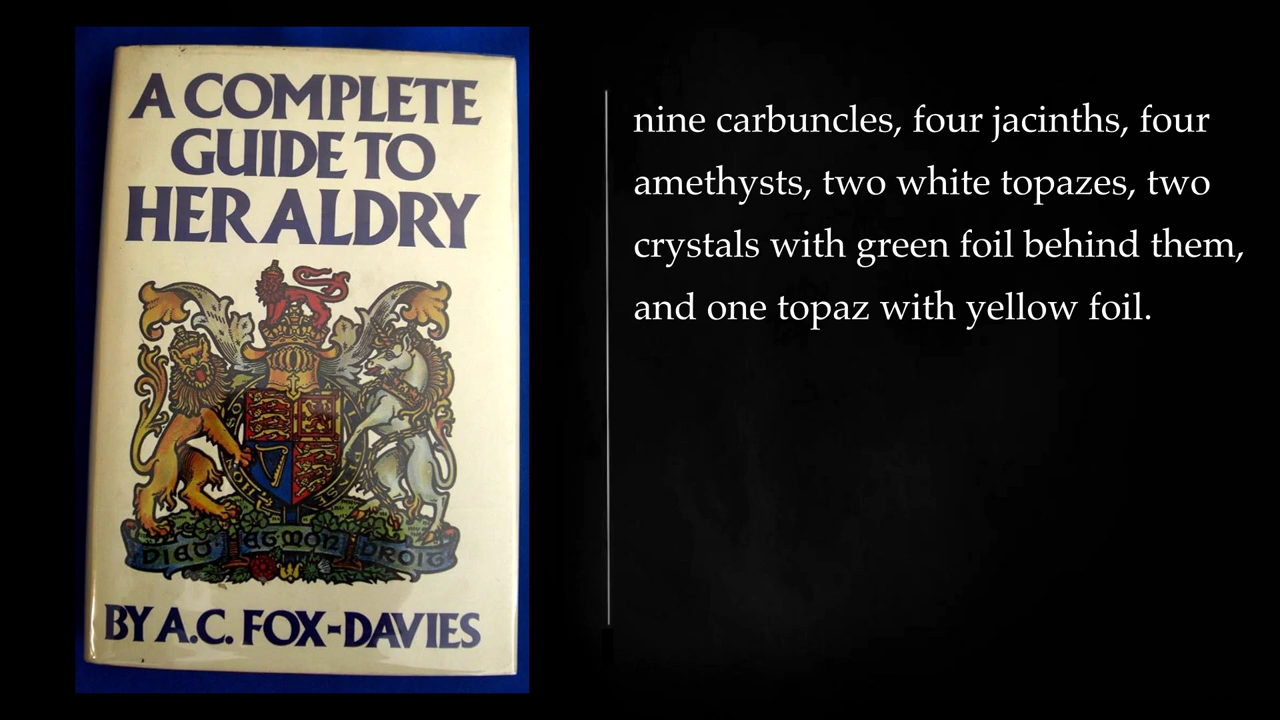 A COMPLETE
GUIDE TO
HERALDRY
DIEU ET MON DROIT
BY A.C. FOX-DAVIES
nine carbuncles, four jacinths, four
amethysts, two white topazes, two
crystals with green foil behind them,
and one topaz with yellow foil.